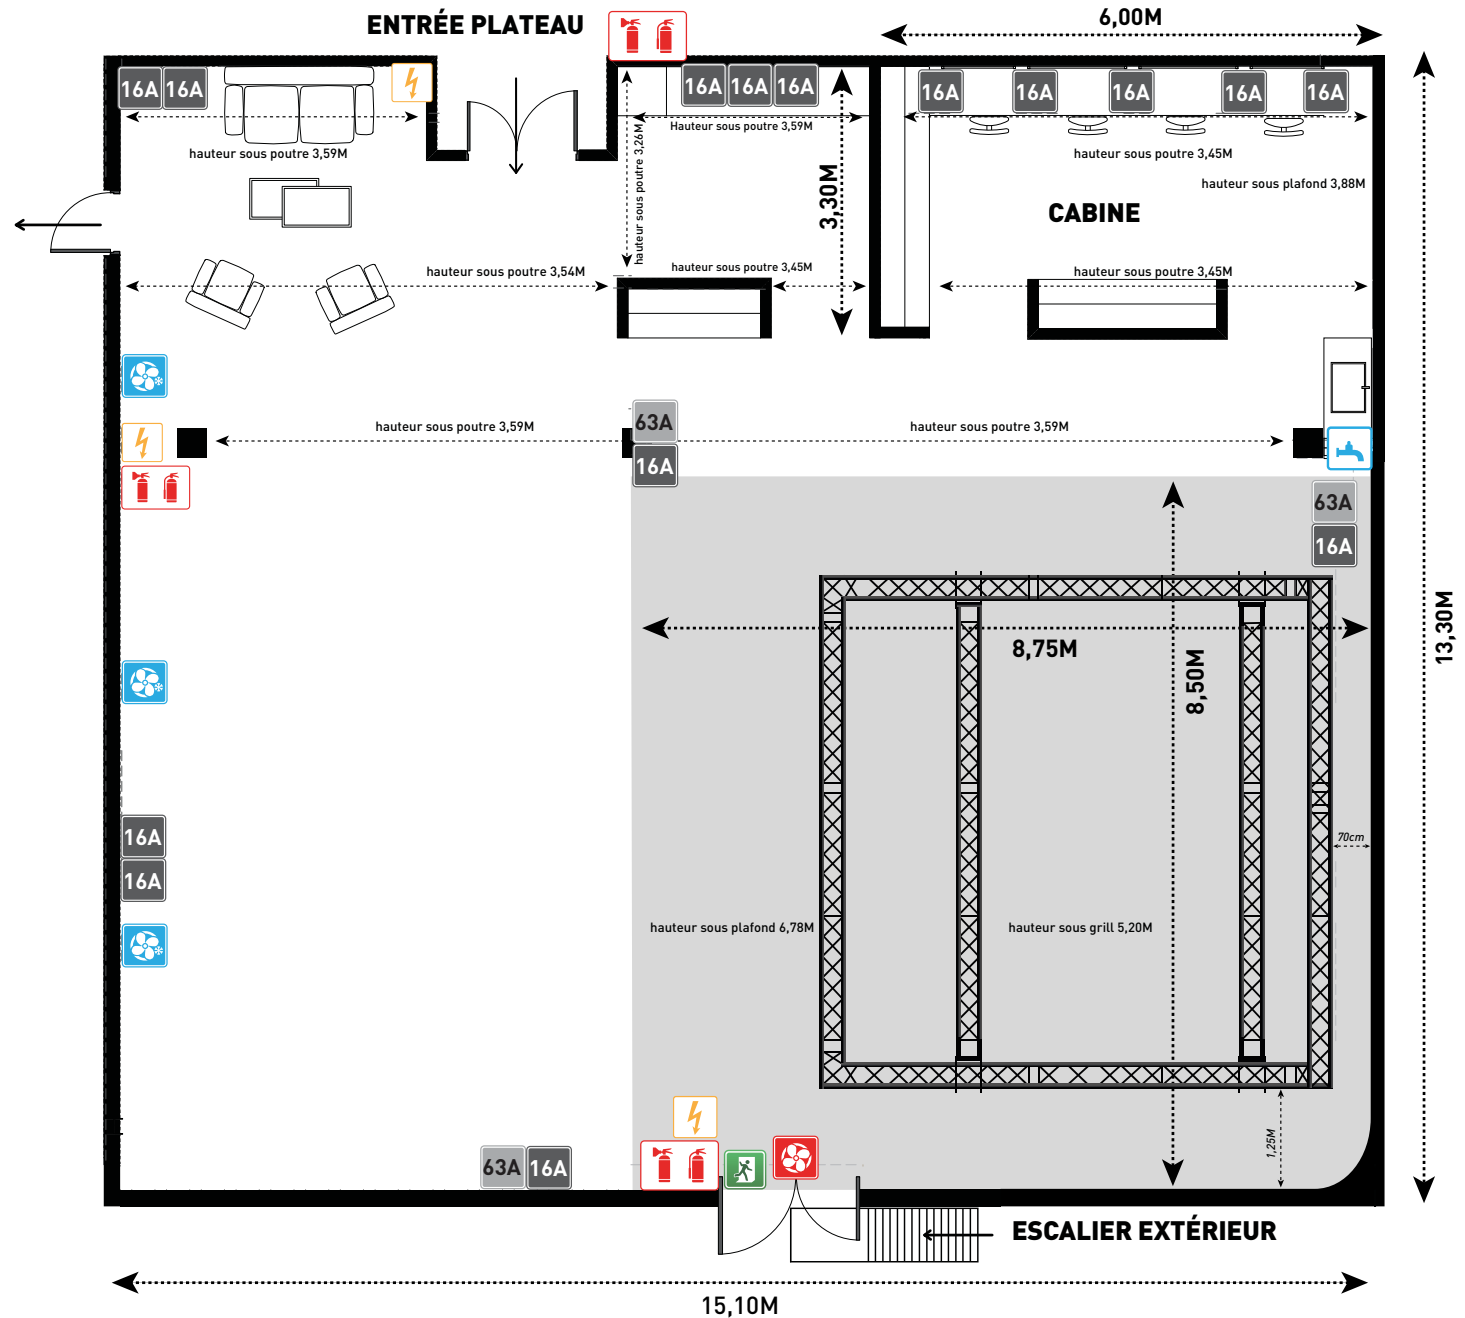 ENTRÉE PLATEAU
6,00M
16A 16A
16A 16A 16A
16A 16A 16A 16A 16A
hauteur sous poutre 3,59M
Hauteur sous poutre 3,59M
hauteur sous poutre 3,26M
3,30M
hauteur sous poutre 3,45M
hauteur sous plafond 3,88M
CABINE
hauteur sous poutre 3,54M
hauteur sous poutre 3,45M
hauteur sous poutre 3,45M
hauteur sous poutre 3,59M
63A
16A
hauteur sous poutre 3,59M
63A
16A
13,30M
8,75M
8,50M
16A
16A
70cm
hauteur sous plafond 6,78M
hauteur sous grill 5,20M
1,25M
63A 16A
ESCALIER EXTÉRIEUR
15,10M